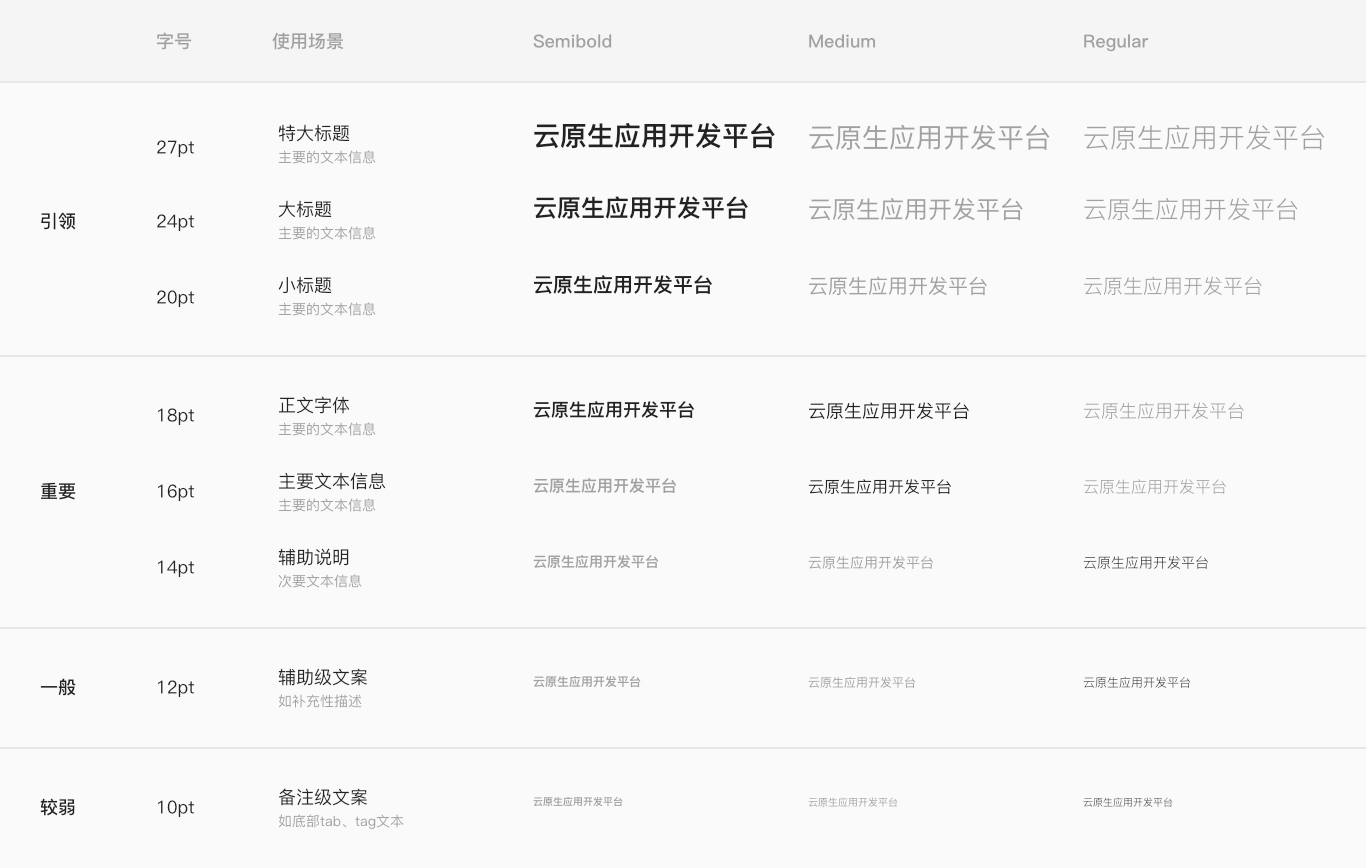 字号 使用场景 Semibold Medium Regular
引领
27pt
特大标题
主要的文本信息
云原生应用开发平台 云原生应用开发平台 云原生应用开发平台
24pt
大标题
主要的文本信息
云原生应用开发平台 云原生应用开发平台 云原生应用开发平台
20pt
小标题
主要的文本信息
云原生应用开发平台 云原生应用开发平台 云原生应用开发平台
重要
18pt
正文字体
主要的文本信息
云原生应用开发平台 云原生应用开发平台 云原生应用开发平台
16pt
主要文本信息
主要的文本信息
云原生应用开发平台 云原生应用开发平台 云原生应用开发平台
14pt
辅助说明
次要文本信息
云原生应用开发平台 云原生应用开发平台 云原生应用开发平台
一般
12pt
辅助级文案
如补充性描述
云原生应用开发平台 云原生应用开发平台 云原生应用开发平台
较弱
10pt
备注级文案
如底部tab、tag文本
云原生应用开发平台 云原生应用开发平台 云原生应用开发平台